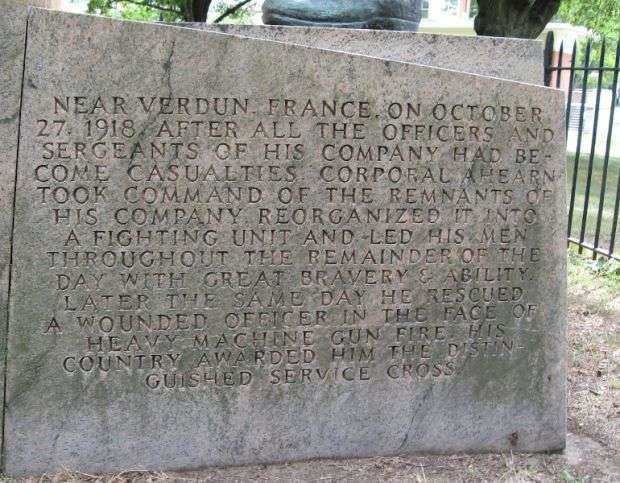 NEAR VERDUN, FRANCE, ON OCTOBER
27, 1918, AFTER ALL THE OFFICERS AND
SERGEANTS OF HIS COMPANY HAD BE-
COME CASUALTIES, CORPORAL AHEARN
TOOK COMMAND OF THE REMNANTS OF
HIS COMPANY, REORGANIZED IT INTO
A FIGHTING UNIT AND LED HIS MEN
THROUGHOUT THE REMAINDER OF THE
DAY WITH GREAT BRAVERY & ABILITY.
LATER THE SAME DAY HE RESCUED
A WOUNDED OFFICER IN THE FACE OF
HEAVY MACHINE GUN FIRE. HIS
COUNTRY AWARDED HIM THE DISTIN-
GUISHED SERVICE CROSS.